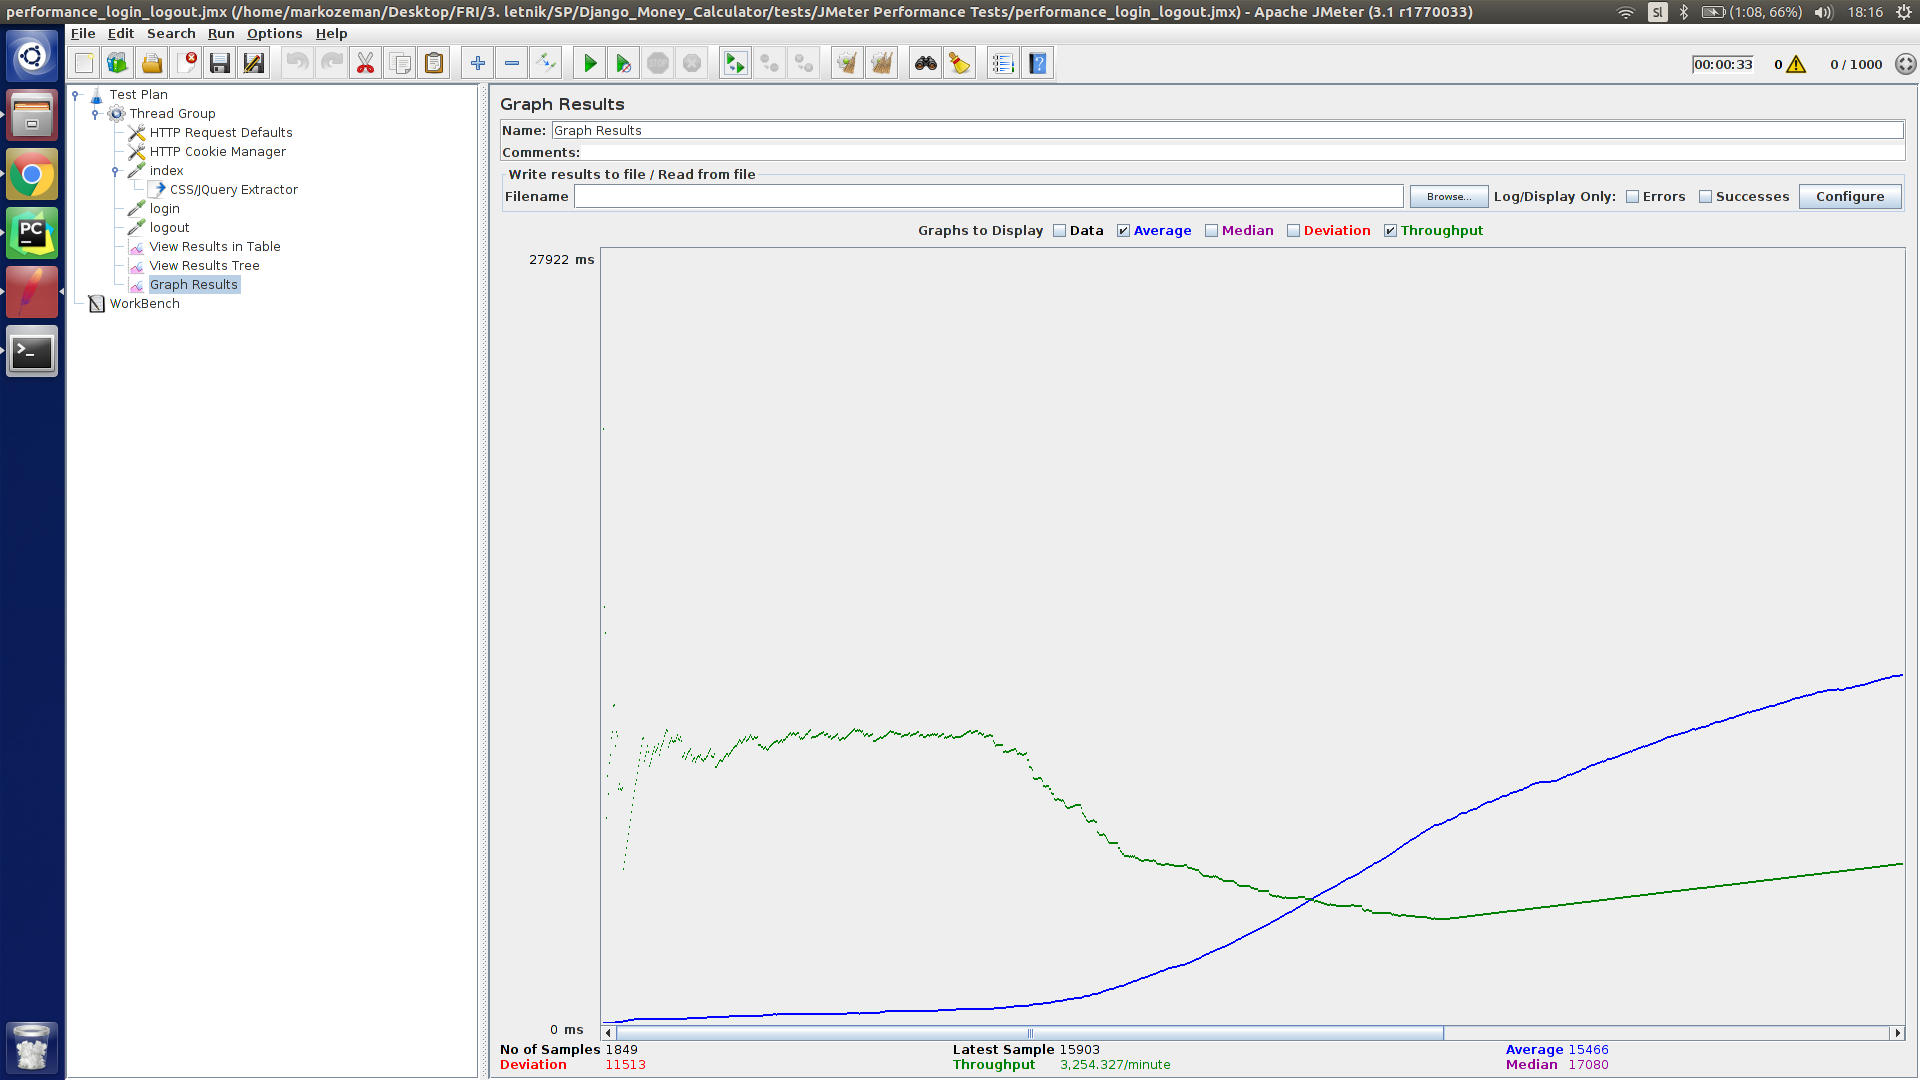 performance_login_logout.jmx (/home/markozeman/Desktop/FRI/3. letnik/SP/Django_Money_Calculator/tests/JMeter Performance Tests/performance_login_logout.jmx) - Apache JMeter (3.1 r1770033)
Sl
(1:08, 66%)
18:16
File Edit Search Run Options Help
STOP
00:00:33
0
0 / 1000
Test Plan
Thread Group
HTTP Request Defaults
HTTP Cookie Manager
index
CSS/JQuery Extractor
login
logout
View Results in Table
View Results Tree
Graph Results
WorkBench
PC
>_
Graph Results
Name: Graph Results
Comments:
Write results to file / Read from file
Filename Browse... Log/Display Only: Errors Successes Configure
Graphs to Display Data Average Median Deviation Throughput
27922 ms
0 ms
No of Samples 1849 Latest Sample 15903 Average 15466
Deviation 11513 Throughput 3,254.327/minute Median 17080